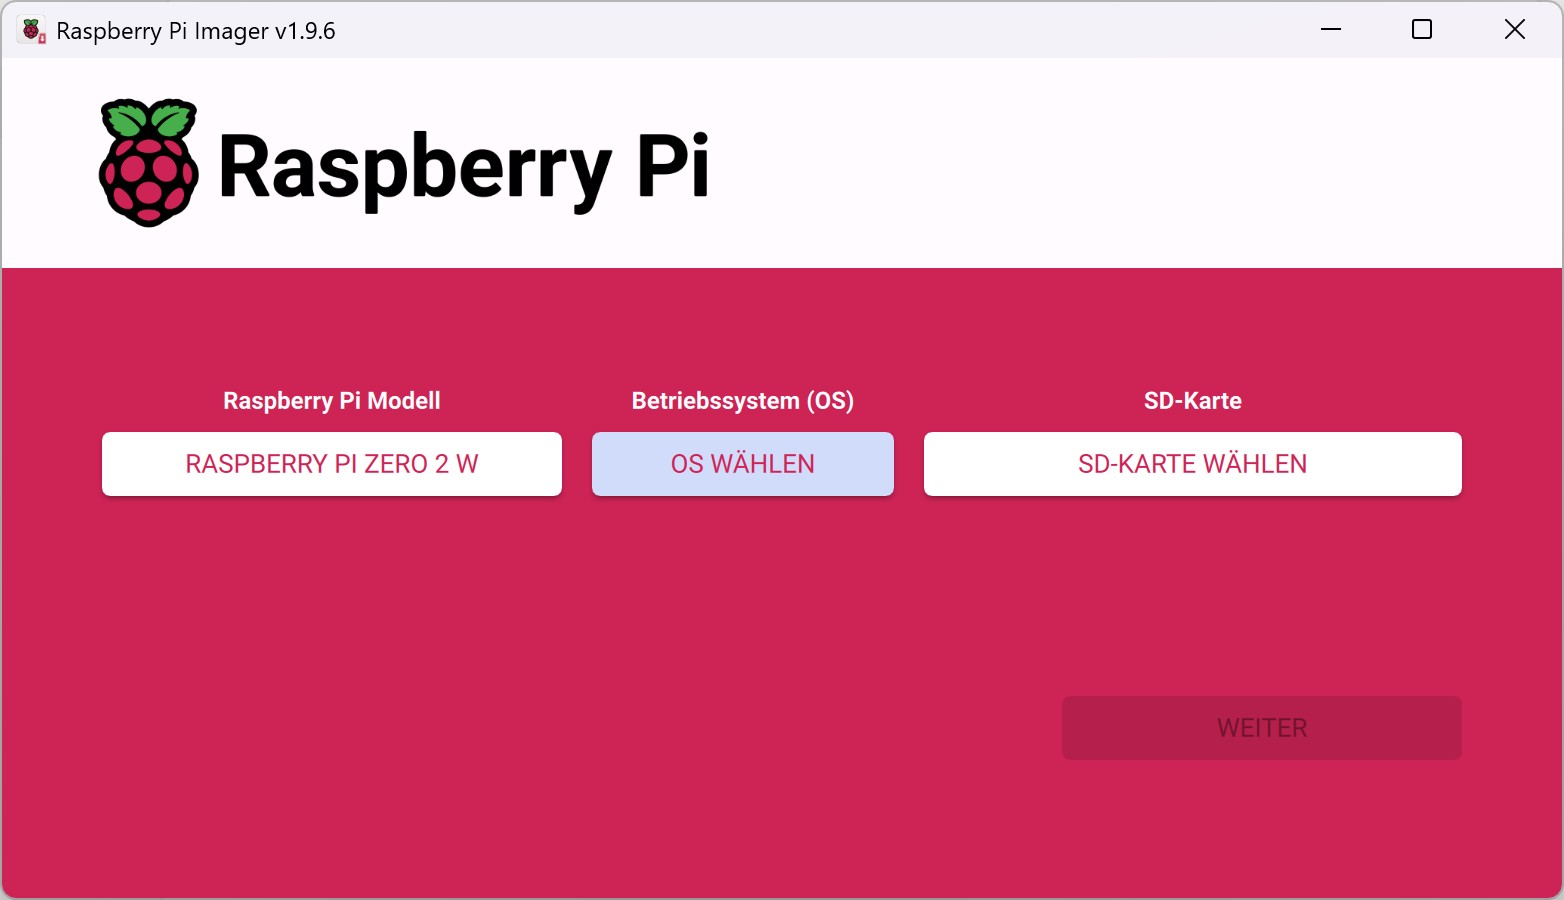 Raspberry Pi Imager v1.9.6
Raspberry Pi
Raspberry Pi Modell
Betriebssystem (OS)
SD-Karte
RASPBERRY PI ZERO 2 W
OS WÄHLEN
SD-KARTE WÄHLEN
WEITER